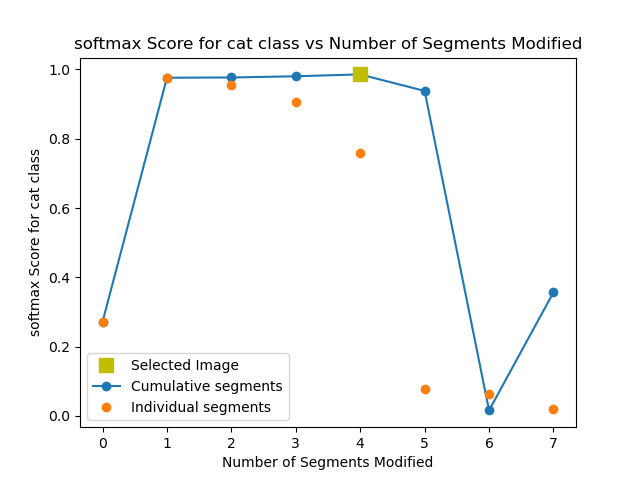 softmax Score for cat class vs Number of Segments Modified
softmax Score for cat class
1.0
0.8
0.6
0.4
0.2
0.0
Selected Image
Cumulative segments
Individual segments
0 1 2 3 4 5 6 7
Number of Segments Modified